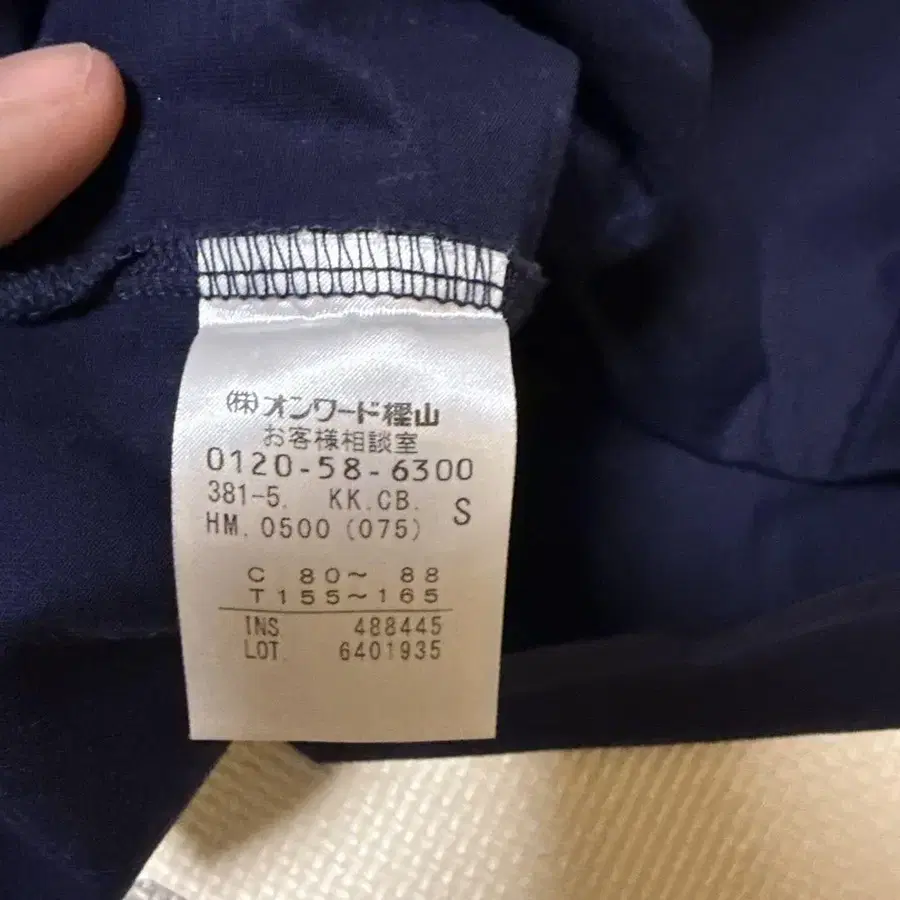 ㈱オンワード樫山
お客様相談室
0120-58-6300
381-5. KK.CB. S
HM. 0500 (075)
C 80～ 88
T 155～165
INS 488445
LOT. 6401935